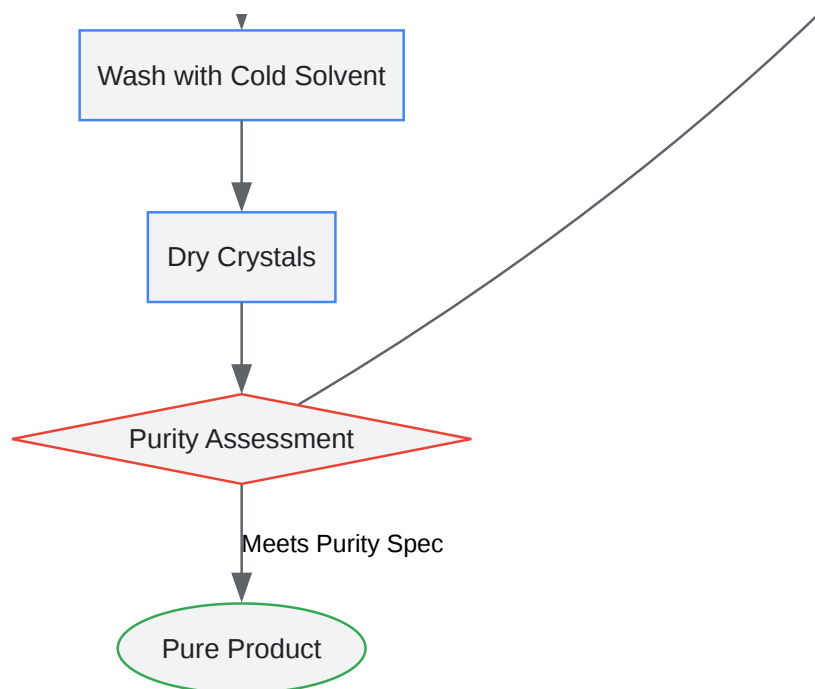 Wash with Cold Solvent
Dry Crystals
Purity Assessment
Meets Purity Spec
Pure Product